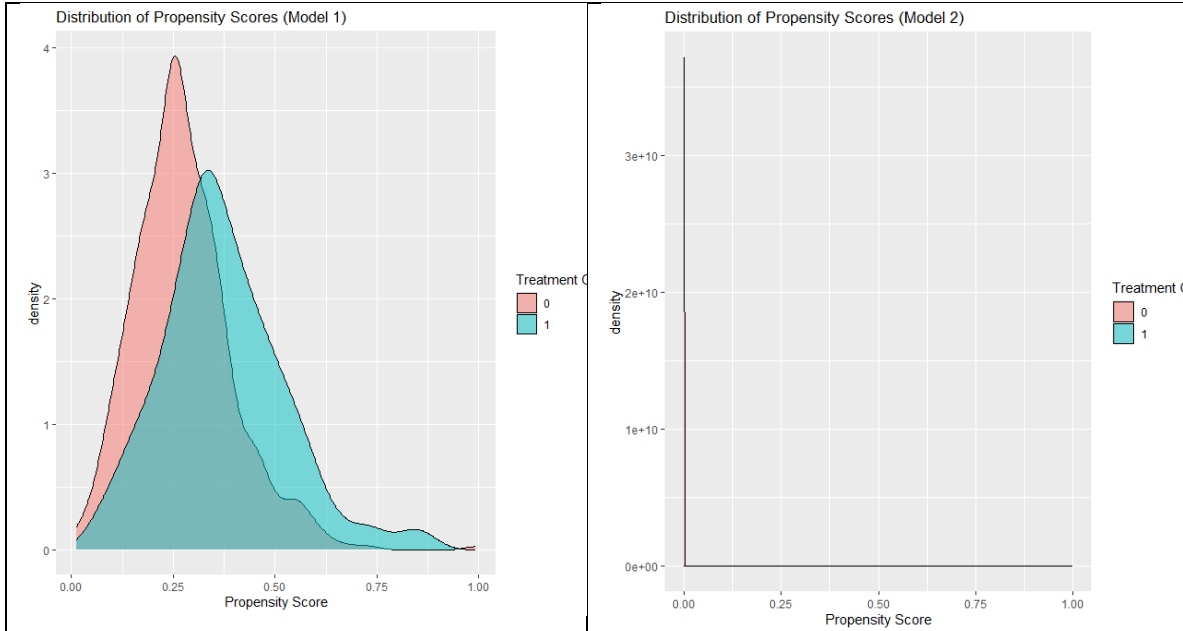 Distribution of Propensity Scores (Model 1)
4
3
2
1
0
density
0.00 0.25 0.50 0.75 1.00
Propensity Score
Treatment
0
1
Distribution of Propensity Scores (Model 2)
3e+10
2e+10
1e+10
0e+00
density
0.00 0.25 0.50 0.75 1.00
Propensity Score
Treatment
0
1